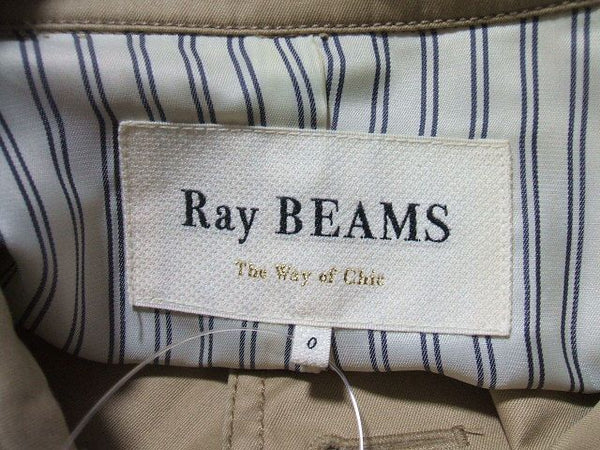 Ray BEAMS
The Way of Chic
0